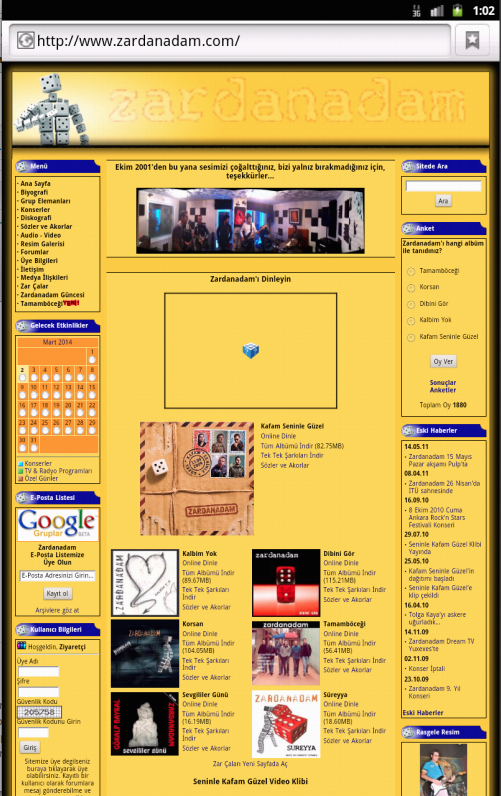 3G
1:02
http://www.zardanadam.com/
zardanadam
Menü
· Ana Sayfa
· Biyografi
· Grup Elemanları
· Konserler
· Diskografi
· Sözler ve Akorlar
· Audio - Video
· Resim Galerisi
· Forumlar
· Üye Bilgileri
· İletişim
· Medya İlişkileri
· Zar Çalar
· Zardanadam Güncesi
· Tamamböceği YENİ!
Gelecek Etkinlikler
Mart 2014
1
2 3 4 5 6 7 8
9 10 11 12 13 14 15
16 17 18 19 20 21 22
23 24 25 26 27 28 29
30 31
Konserler
TV & Radyo Programları
Özel Günler
E-Posta Listesi
Google
Gruplar BETA
Zardanadam
E-Posta Listemize
Üye Olun
E-Posta Adresinizi Girin...
Kayıt ol
Arşivlere göz at
Kullanıcı Bilgileri
Hoşgeldin, Ziyaretçi
Üye Adı
Şifre
Güvenlik Kodu
205758
Güvenlik Kodunu Girin
Giriş
Sitemize üye değilseniz
buraya tıklayarak üye
olabilirsiniz. Kayıtlı bir
kullanıcı olarak forumlara
mesaj gönderebilme ve
Ekim 2001'den bu yana sesimizi çoğalttığınız, bizi yalnız bırakmadığınız için,
teşekkürler...
Zardanadam'ı Dinleyin
ZARDANADAM
Kafam Seninle Güzel
Online Dinle
Tüm Albümü İndir (82.75MB)
Tek Tek Şarkıları İndir
Sözler ve Akorlar
ZARDANADAM
Kalbim Yok
Online Dinle
Tüm Albümü İndir
(89.67MB)
Tek Tek Şarkıları
İndir
Sözler ve Akorlar
zardanadam
Dibini Gör
Online Dinle
Tüm Albümü İndir
(115.21MB)
Tek Tek Şarkıları
İndir
Sözler ve Akorlar
Korsan
Online Dinle
Tüm Albümü İndir
(104.05MB)
Tek Tek Şarkıları
İndir
Sözler ve Akorlar
zardanadam
Tamamböceği
Online Dinle
Tüm Albümü İndir
(56.41MB)
Tek Tek Şarkıları
İndir
Sözler ve Akorlar
GÖKALP BAYKAL
sevgililer günü
Sevgililer Günü
Online Dinle
Tüm Albümü İndir
(16.19MB)
Tek Tek Şarkıları
İndir
Sözler ve Akorlar
ZARDANADAM
SUREYYA
Süreyya
Online Dinle
Tüm Albümü İndir
(18.60MB)
Tek Tek Şarkıları
İndir
Sözler ve Akorlar
Zar Çaları Yeni Sayfada Aç
Seninle Kafam Güzel Video Klibi
Sitede Ara
Ara
Anket
Zardanadam'ı hangi albüm
ile tanıdınız?
Tamamböceği
Korsan
Dibini Gör
Kalbim Yok
Kafam Seninle Güzel
Oy Ver
Sonuçlar
Anketler
Toplam Oy 1880
Eski Haberler
14.05.11
· Zardanadam 15 Mayıs
Pazar akşamı Pulp'ta
08.04.11
· Zardanadam 26 Nisan'da
İTÜ sahnesinde
16.09.10
· 8 Ekim 2010 Cuma
Ankara Rock'n Stars
Festivali Konseri
29.07.10
· Seninle Kafam Güzel Klibi
Yayında
25.05.10
· Kafam Seninle Güzel'in
dağıtımı başladı
· Seninle Kafam Güzel'e
klip çekildi
16.04.10
· Tolga Kaya'yı askere
uğurladık...
14.11.09
· Zardanadam Dream TV
Yuxexes'te
02.11.09
· Konser İptali
23.10.09
· Zardanadam 9. Yıl
Konseri
Eski Haberler
Rasgele Resim